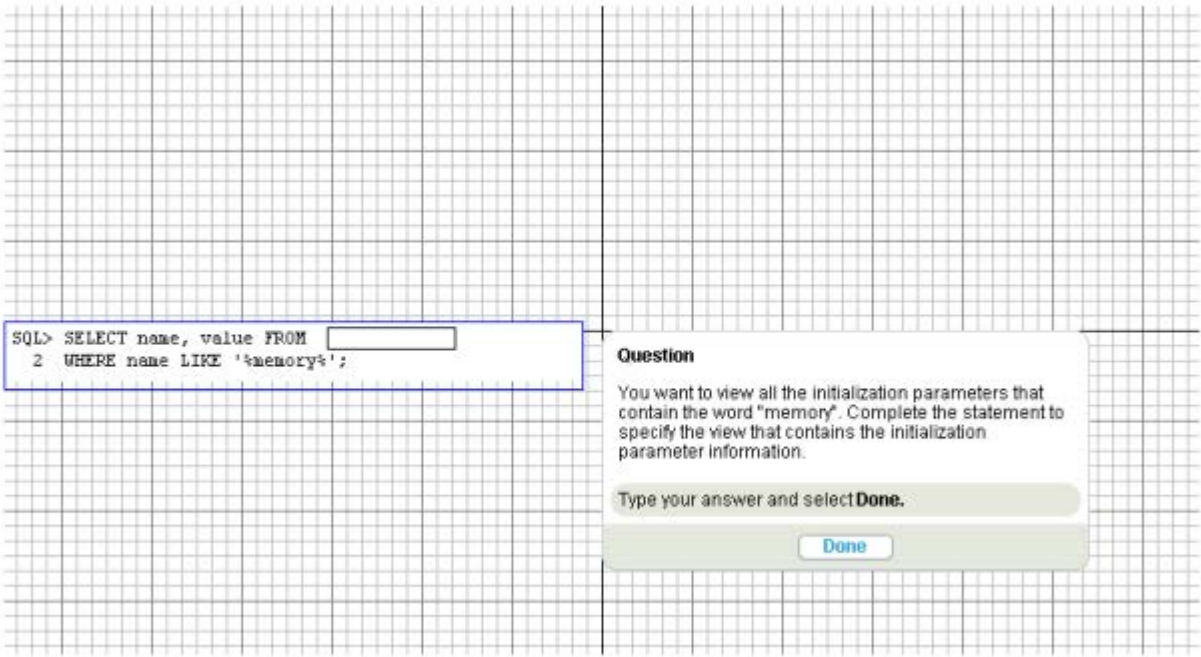 SQL> SELECT name, value FROM
2 WHERE name LIKE '%memory%';
Question
You want to view all the initialization parameters that
contain the word "memory". Complete the statement to
specify the view that contains the initialization
parameter information.
Type your answer and select Done.
Done